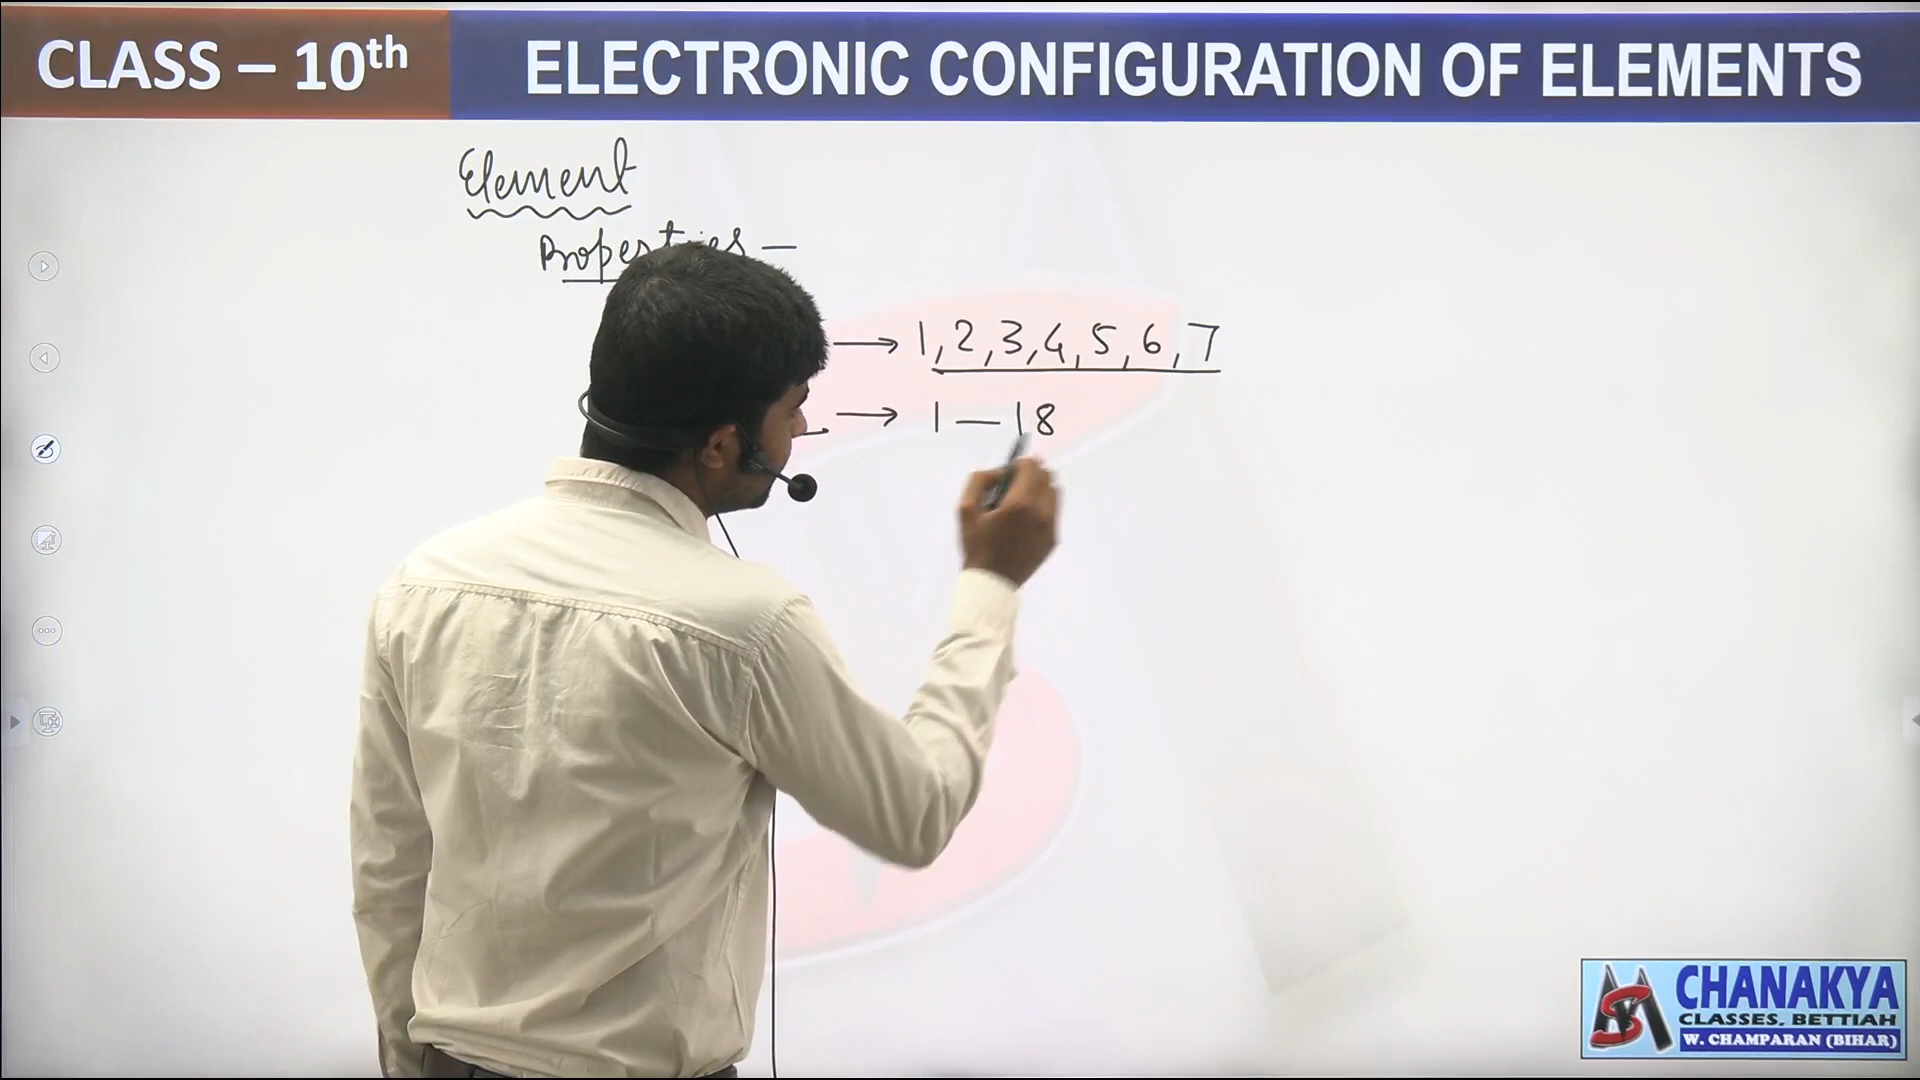 CLASS – 10th
ELECTRONIC CONFIGURATION OF ELEMENTS
Element
Properties –
→ 1, 2, 3, 4, 5, 6, 7
→ 1 — 18
CHANAKYA
CLASSES, BETTIAH
W. CHAMPARAN (BIHAR)